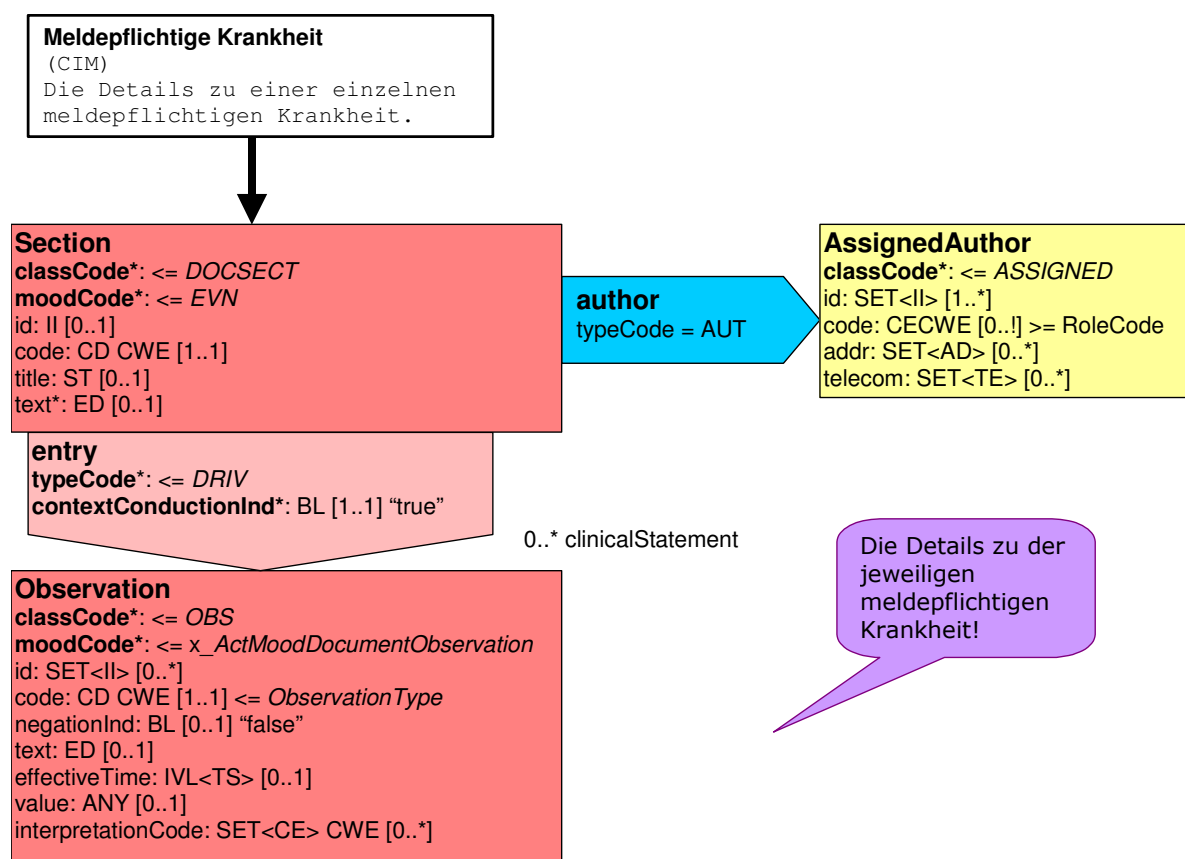 Meldepflichtige Krankheit
(CIM)
Die Details zu einer einzelnen
meldepflichtigen Krankheit.
Section
classCode*: <= DOCSECT
moodCode*: <= EVN
id: II [0..1]
code: CD CWE [1..1]
title: ST [0..1]
text*: ED [0..1]
author
typeCode = AUT
AssignedAuthor
classCode*: <= ASSIGNED
id: SET<II> [1..*]
code: CECWE [0..!] >= RoleCode
addr: SET<AD> [0..*]
telecom: SET<TE> [0..*]
entry
typeCode*: <= DRIV
contextConductionInd*: BL [1..1] “true”
0..* clinicalStatement
Die Details zu der
jeweiligen
meldepflichtigen
Krankheit!
Observation
classCode*: <= OBS
moodCode*: <= x_ActMoodDocumentObservation
id: SET<II> [0..*]
code: CD CWE [1..1] <= ObservationType
negationInd: BL [0..1] “false”
text: ED [0..1]
effectiveTime: IVL<TS> [0..1]
value: ANY [0..1]
interpretationCode: SET<CE> CWE [0..*]